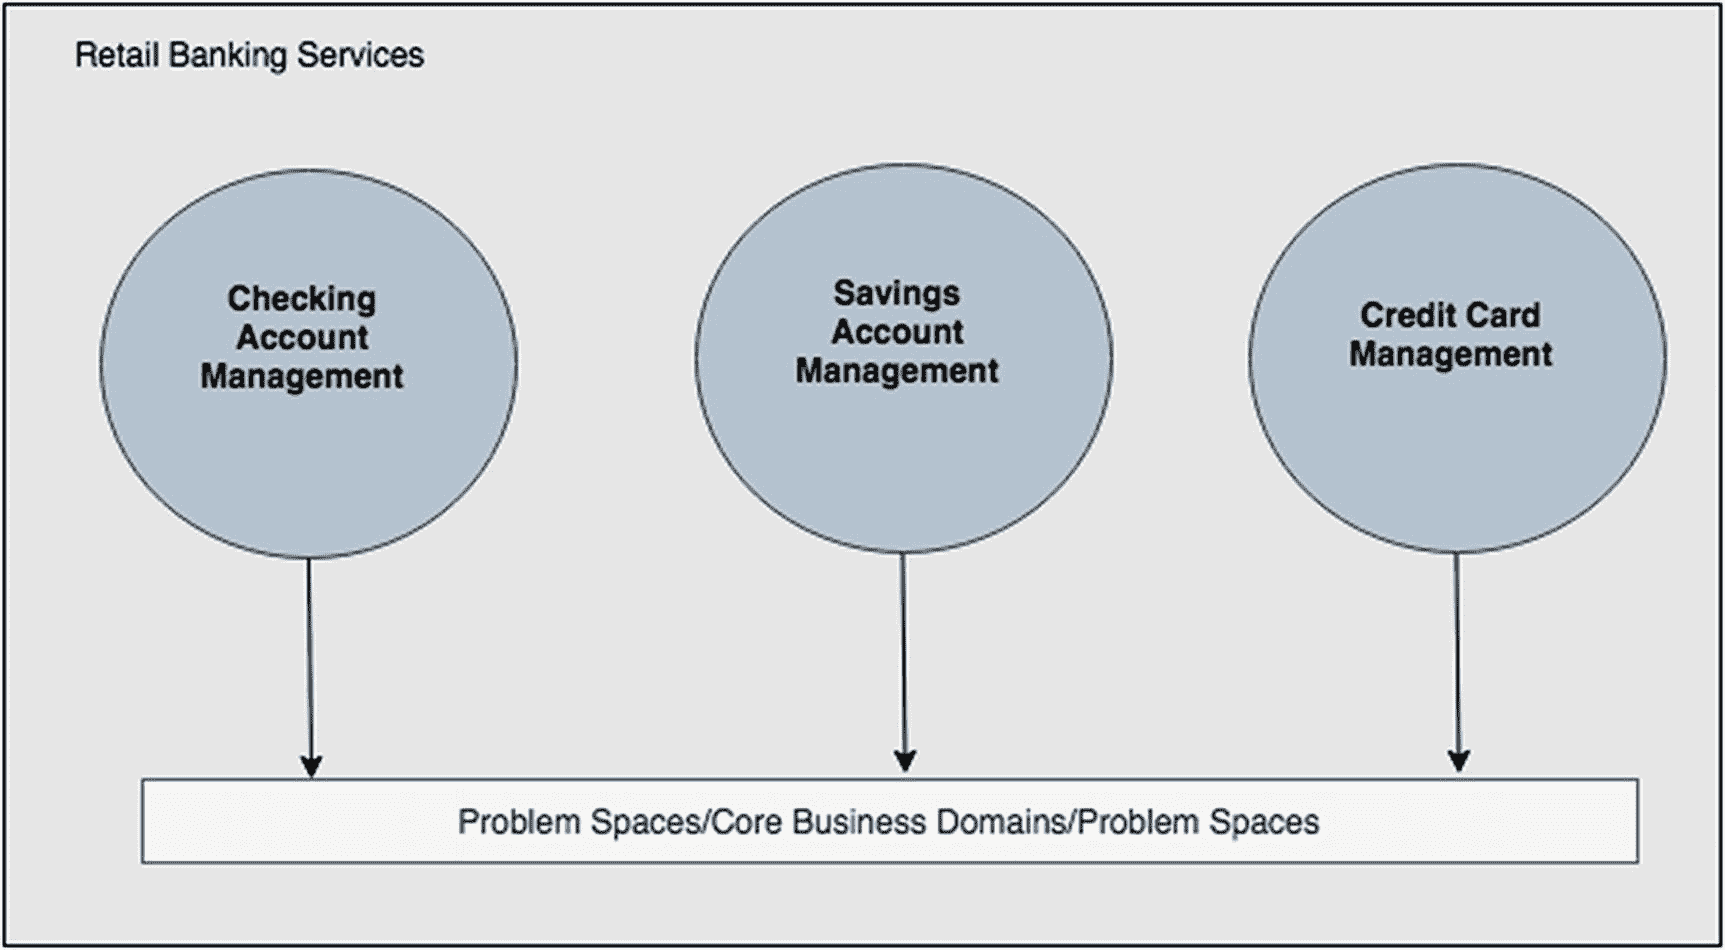 Retail Banking Services
Checking
Account
Management
Savings
Account
Management
Credit Card
Management
Problem Spaces/Core Business Domains/Problem Spaces